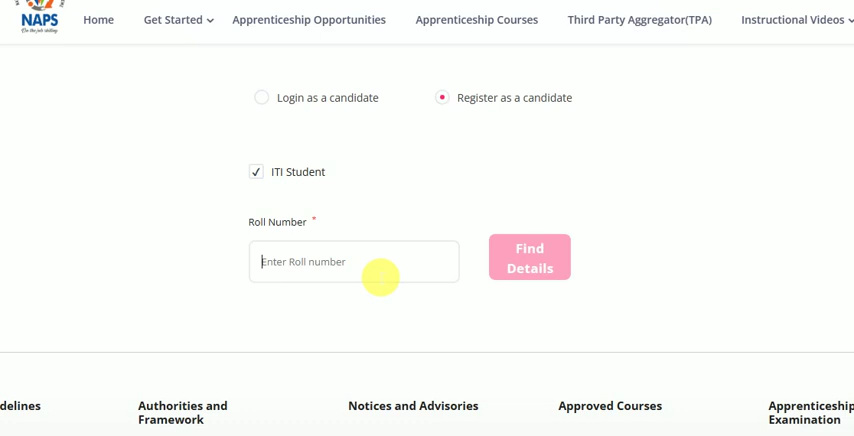 NAPS
Home
Get Started
Apprenticeship Opportunities
Apprenticeship Courses
Third Party Aggregator(TPA)
Instructional Videos
Login as a candidate
Register as a candidate
ITI Student
Roll Number *
Enter Roll number
Find
Details
delines
Authorities and
Framework
Notices and Advisories
Approved Courses
Apprenticeship
Examination